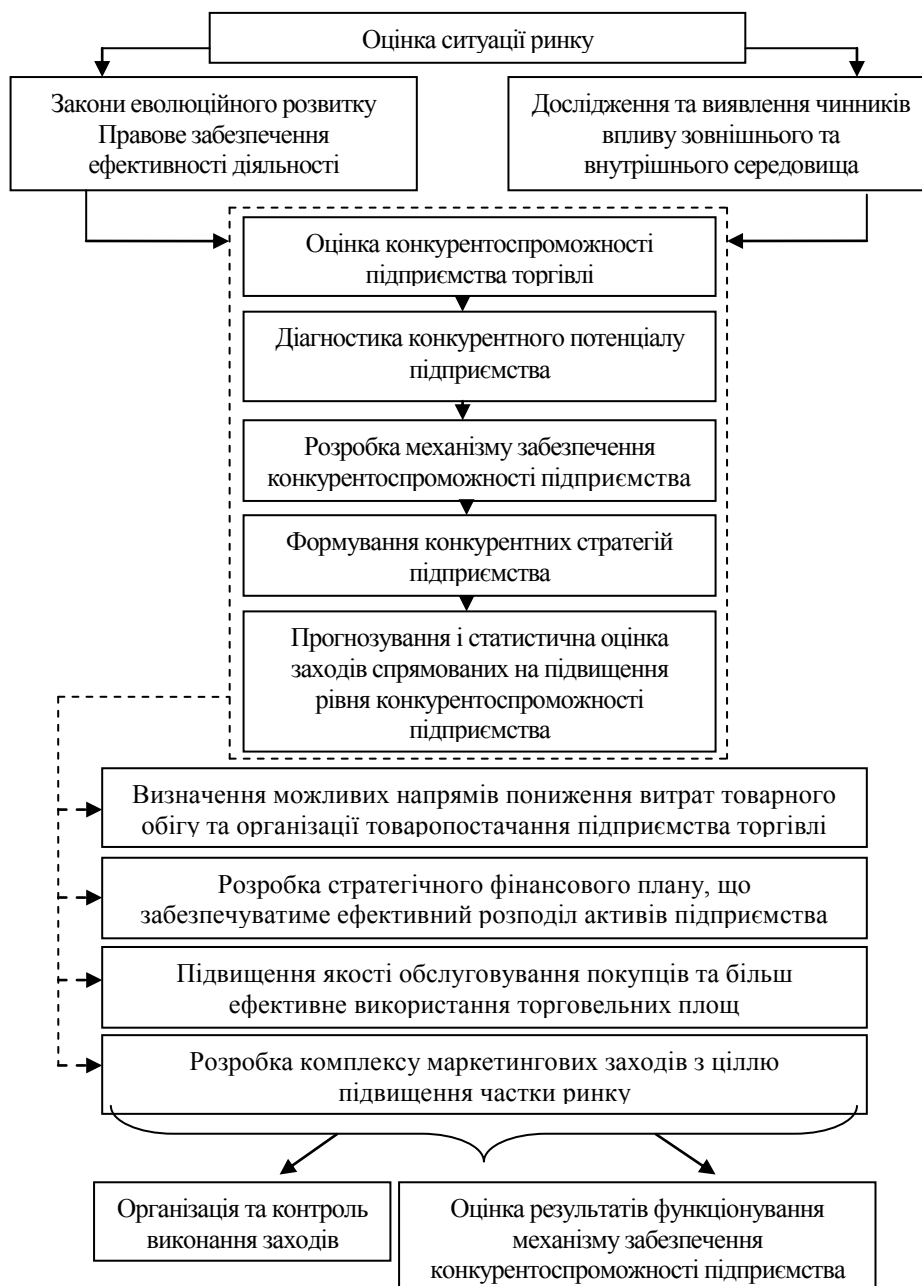 Оцінка ситуації ринку
Закони еволюційного розвитку
Правове забезпечення
ефективності діяльності
Дослідження та виявлення чинників
впливу зовнішнього та
внутрішнього середовища
Оцінка конкурентоспроможності
підприємства торгівлі
Діагностика конкурентного потенціалу
підприємства
Розробка механізму забезпечення
конкурентоспроможності підприємства
Формування конкурентних стратегій
підприємства
Прогнозування і статистична оцінка
заходів спрямованих на підвищення
рівня конкурентоспроможності
підприємства
Визначення можливих напрямів пониження витрат товарного
обігу та організації товаропостачання підприємства торгівлі
Розробка стратегічного фінансового плану, що
забезпечуватиме ефективний розподіл активів підприємства
Підвищення якості обслуговування покупців та більш
ефективне використання торговельних площ
Розробка комплексу маркетингових заходів з ціллю
підвищення частки ринку
Організація та контроль
виконання заходів
Оцінка результатів функціонування
механізму забезпечення
конкурентоспроможності підприємства